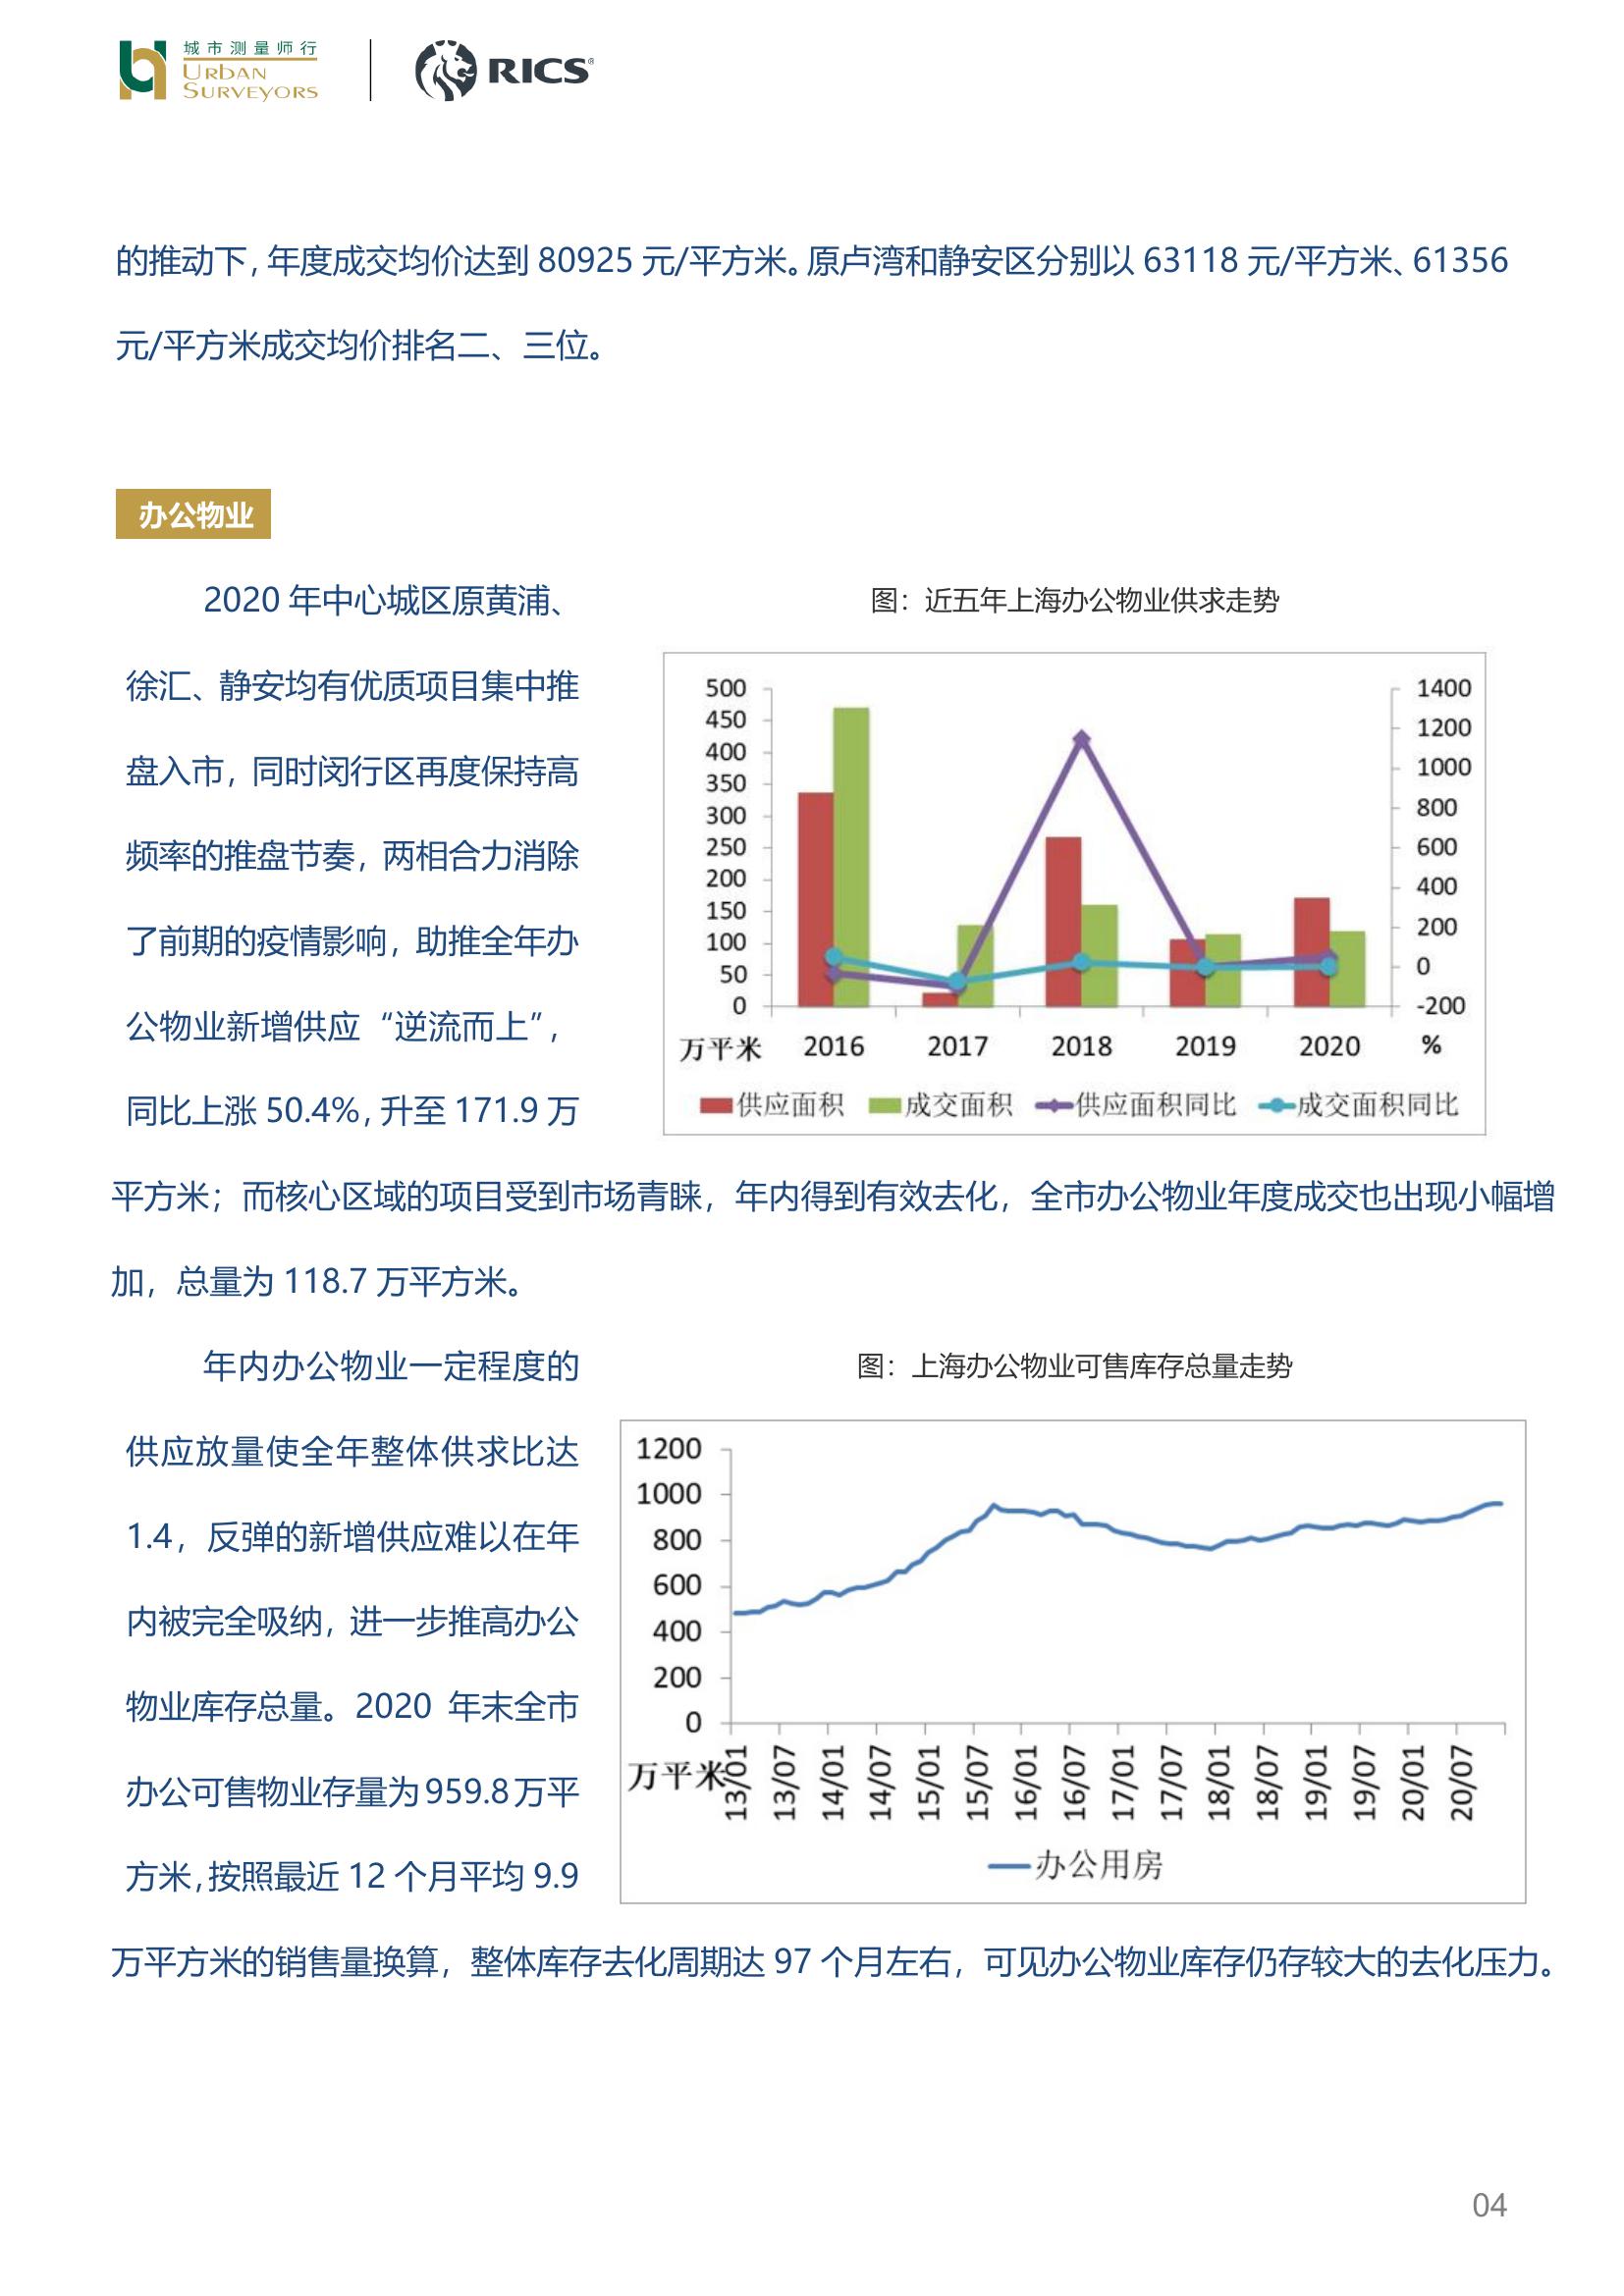 城市测量师行
URBAN
SURVEYORS
RICS®
的推动下，年度成交均价达到 80925 元/平方米。原卢湾和静安区分别以 63118 元/平方米、61356
元/平方米成交均价排名二、三位。
办公物业
2020 年中心城区原黄浦、
徐汇、静安均有优质项目集中推
盘入市，同时闵行区再度保持高
频率的推盘节奏，两相合力消除
了前期的疫情影响，助推全年办
公物业新增供应“逆流而上”，
同比上涨 50.4%，升至 171.9 万
图：近五年上海办公物业供求走势
500
450
400
350
300
250
200
150
100
50
0
1400
1200
1000
800
600
400
200
0
-200
万平米 2016 2017 2018 2019 2020 %
供应面积 成交面积 供应面积同比 成交面积同比
平方米；而核心区域的项目受到市场青睐，年内得到有效去化，全市办公物业年度成交也出现小幅增
加，总量为 118.7 万平方米。
年内办公物业一定程度的
供应放量使全年整体供求比达
1.4，反弹的新增供应难以在年
内被完全吸纳，进一步推高办公
物业库存总量。2020 年末全市
办公可售物业存量为 959.8 万平
方米，按照最近 12 个月平均 9.9
图：上海办公物业可售库存总量走势
1200
1000
800
600
400
200
0
万平米
13/01 13/07 14/01 14/07 15/01 15/07 16/01 16/07 17/01 17/07 18/01 18/07 19/01 19/07 20/01 20/07
办公用房
万平方米的销售量换算，整体库存去化周期达 97 个月左右，可见办公物业库存仍存较大的去化压力。
04